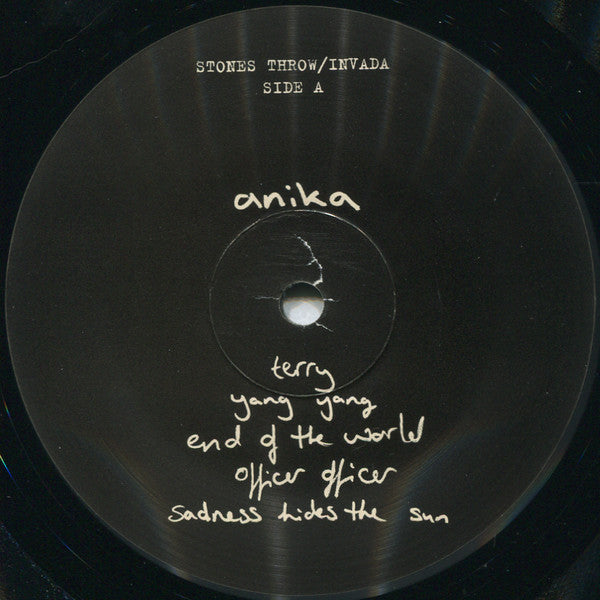 STONES THROW/INVADA
SIDE A
anika
terry
yang yang
end of the world
officer officer
sadness hides the sun